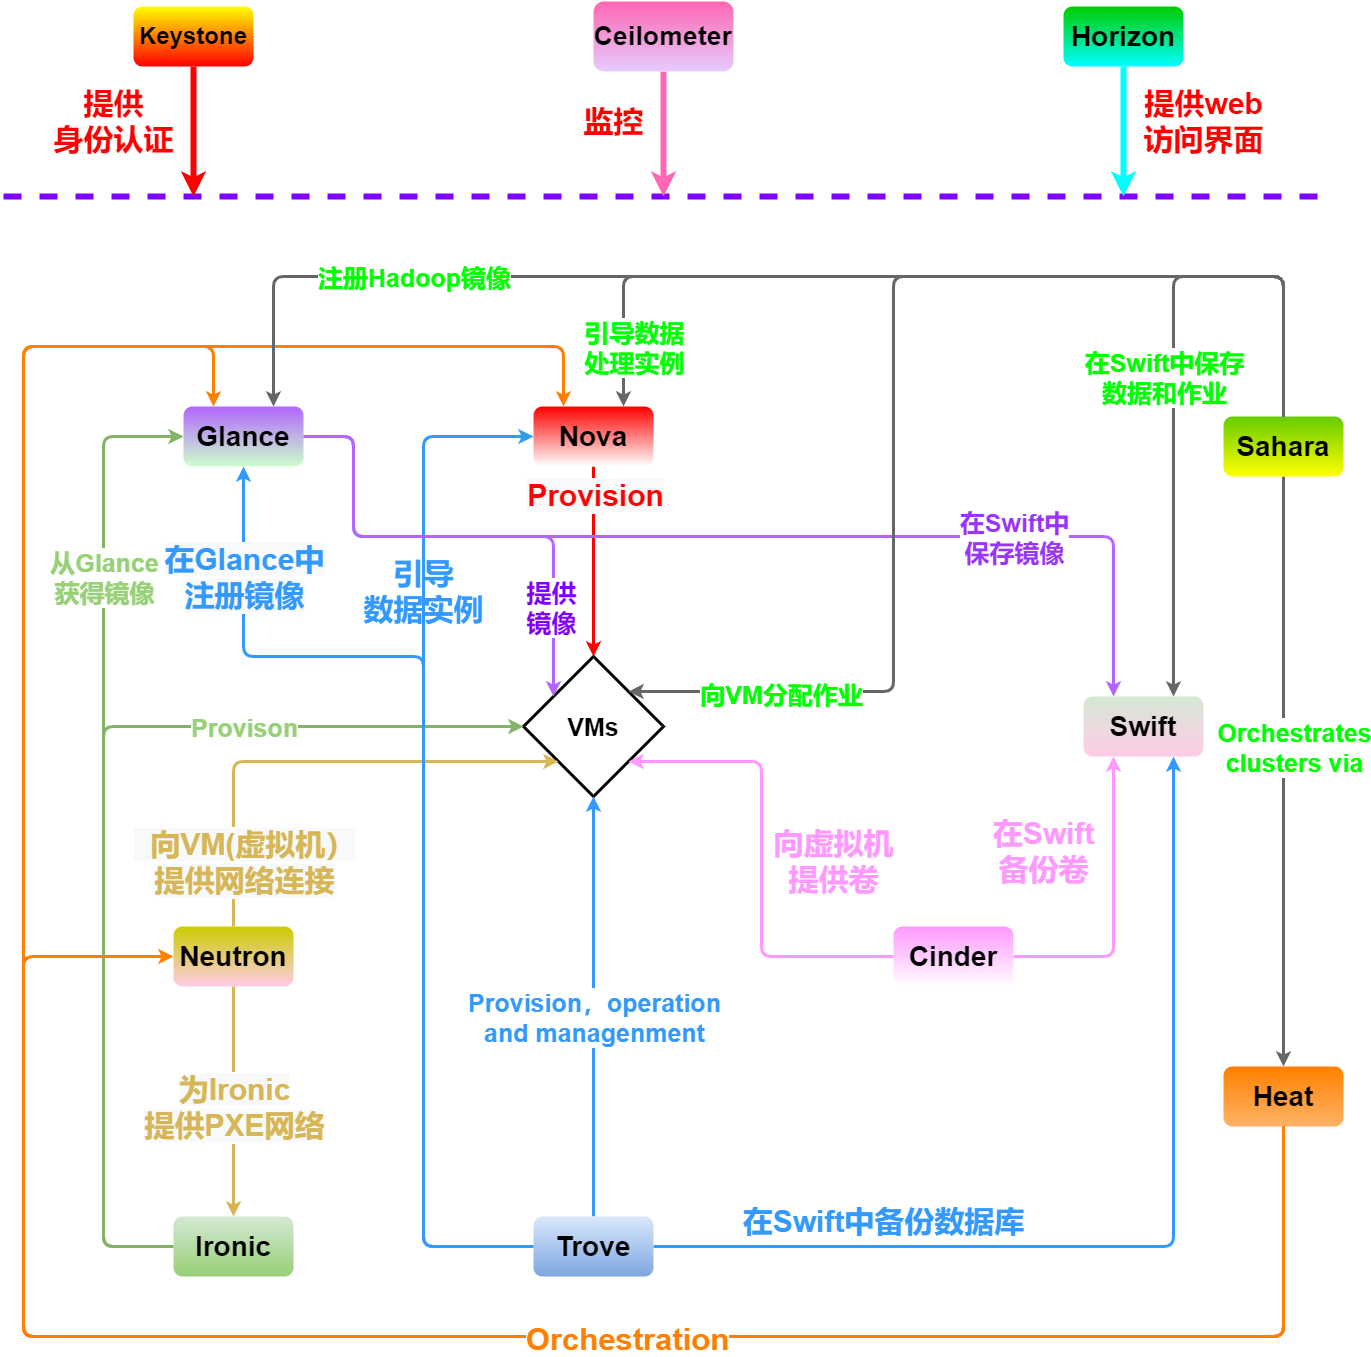 Keystone
Ceilometer
Horizon
提供
身份认证
监控
提供web
访问界面
注册Hadoop镜像
引导数据
处理实例
在Swift中保存
数据和作业
Glance
Nova
Sahara
Provision
在Swift中
保存镜像
从Glance
获得镜像
在Glance中
注册镜像
引导
数据实例
提供
镜像
向VM分配作业
Provison
VMs
Swift
Orchestrates
clusters via
向VM(虚拟机）
提供网络连接
向虚拟机
提供卷
在Swift
备份卷
Neutron
Cinder
Provision，operation
and managenment
为Ironic
提供PXE网络
Heat
Ironic
Trove
在Swift中备份数据库
Orchestration